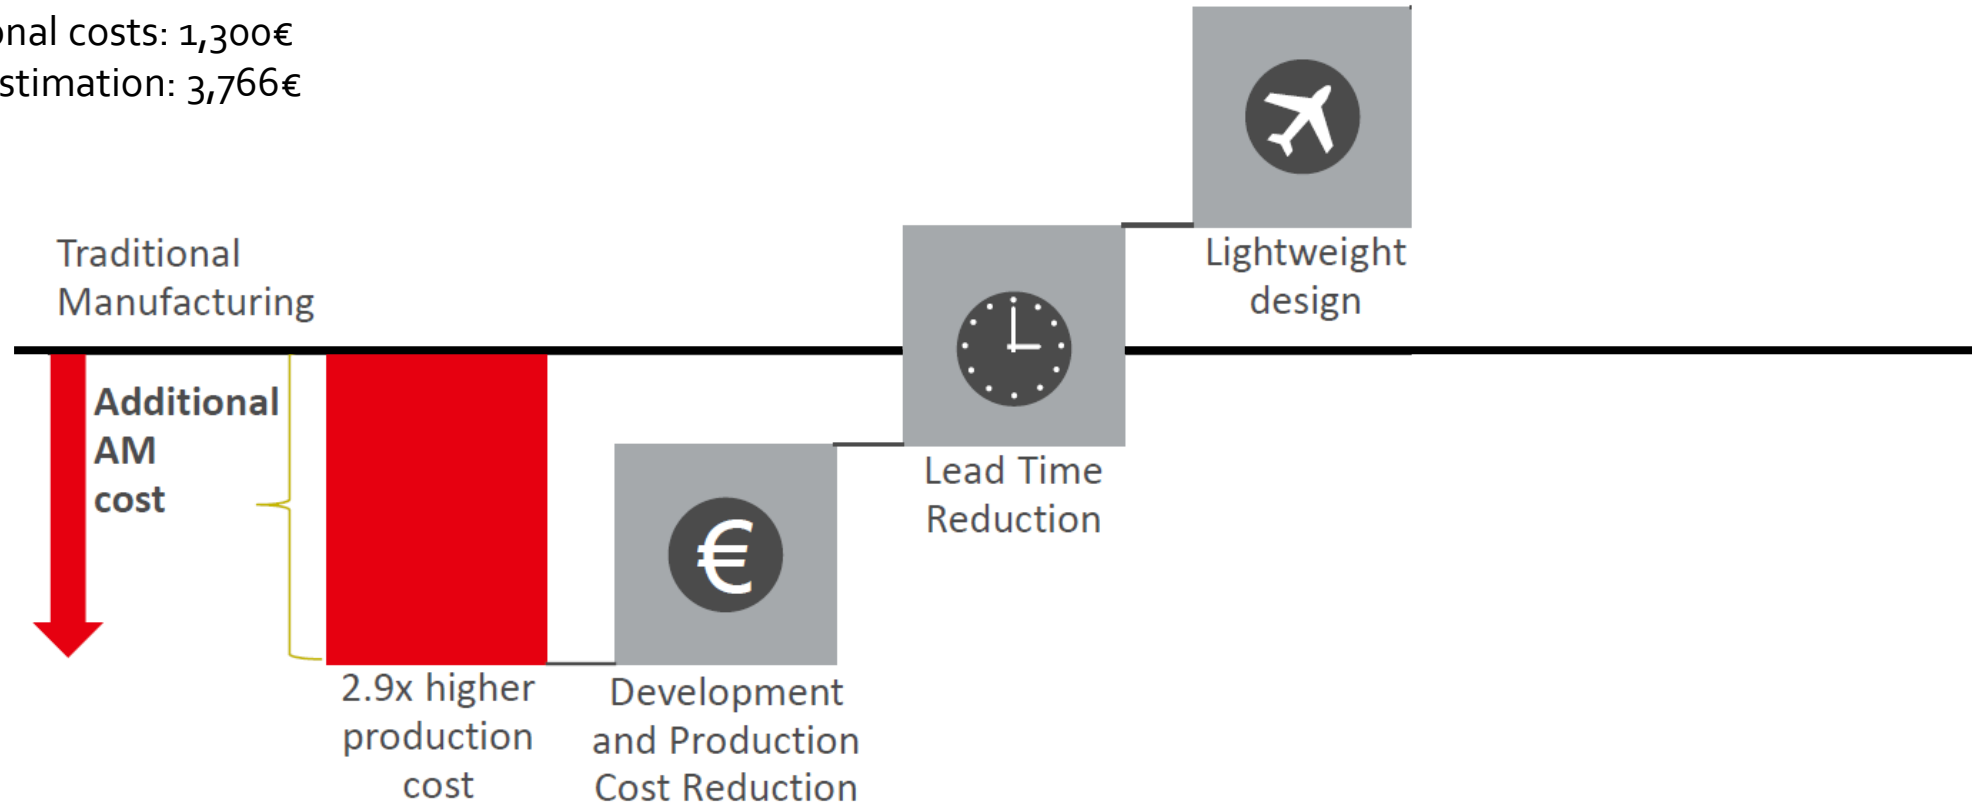 onal costs: 1,300€
stimation: 3,766€
Traditional
Manufacturing
Additional
AM
cost
2.9x higher
production
cost
€
Development
and Production
Cost Reduction
Lead Time
Reduction
Lightweight
design